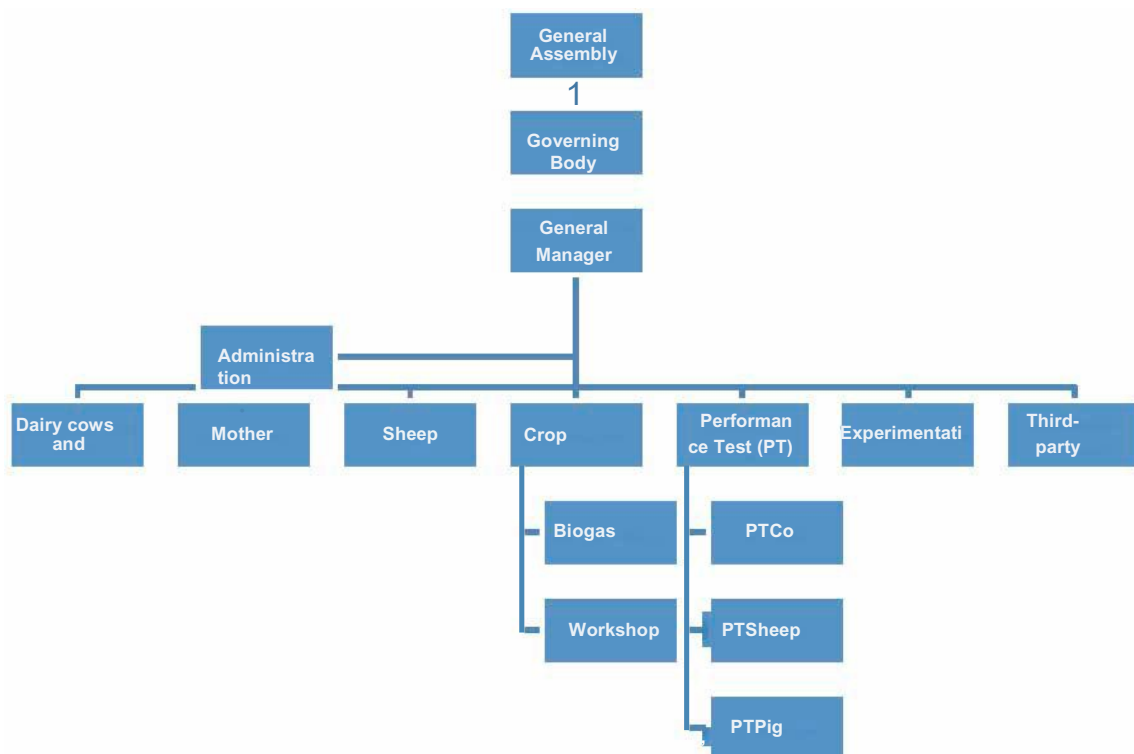 General
Assembly
1
Governing
Body
General
Manager
Administra
tion
Dairy cows
and
Mother
Sheep
Crop
Performan
ce Test (PT)
Experimentati
Third-
party
Biogas
PTCo
Workshop
PTSheep
PTPig